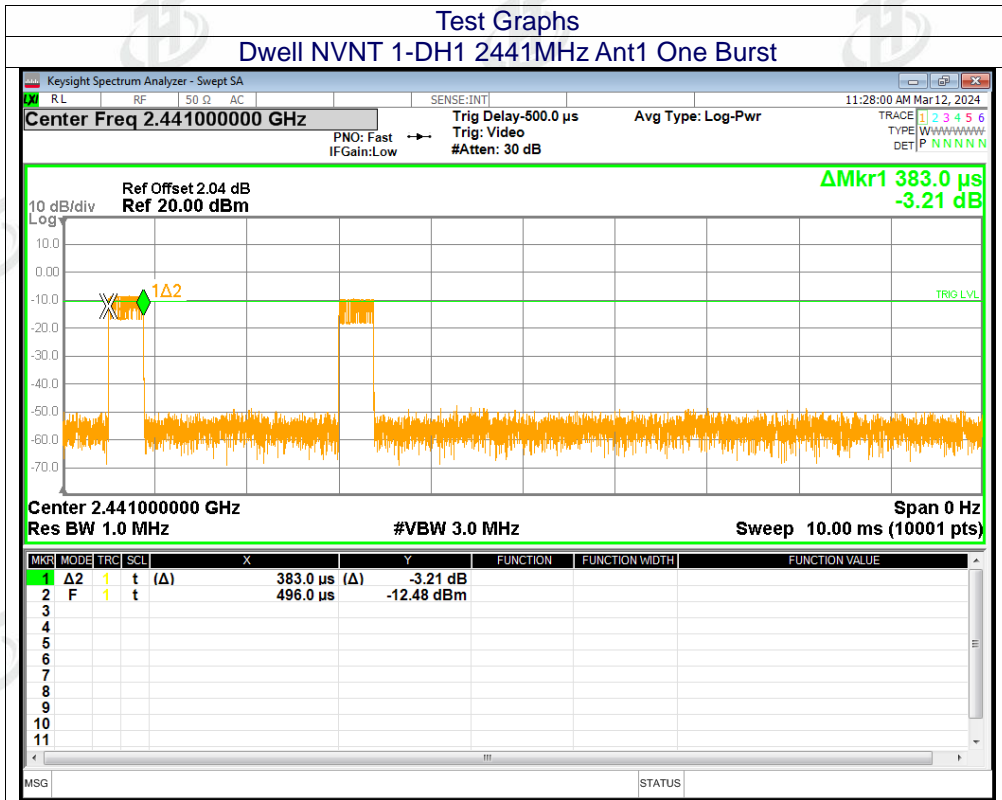 Test Graphs
Dwell NVNT 1-DH1 2441MHz Ant1 One Burst
Keysight Spectrum Analyzer - Swept SA
LXI RL RF 50 Ω AC SENSE:INT 11:28:00 AM Mar 12, 2024
Center Freq 2.441000000 GHz Trig Delay-500.0 µs Avg Type: Log-Pwr TRACE 1 2 3 4 5 6
PNO: Fast Trig: Video TYPE WWWWWWW
IFGain:Low #Atten: 30 dB DET P N N N N N
ΔMkr1 383.0 µs
-3.21 dB
Ref Offset 2.04 dB
10 dB/div Ref 20.00 dBm
Log
10.0
0.00
-10.0
1Δ2
TRIG LVL
-20.0
-30.0
-40.0
-50.0
-60.0
-70.0
Center 2.441000000 GHz Span 0 Hz
Res BW 1.0 MHz #VBW 3.0 MHz Sweep 10.00 ms (10001 pts)
MKR MODE TRC SCL X Y FUNCTION FUNCTION WIDTH FUNCTION VALUE
1 Δ2 1 t (Δ) 383.0 µs (Δ) -3.21 dB
2 F 1 t 496.0 µs -12.48 dBm
3
4
5
6
7
8
9
10
11
MSG STATUS